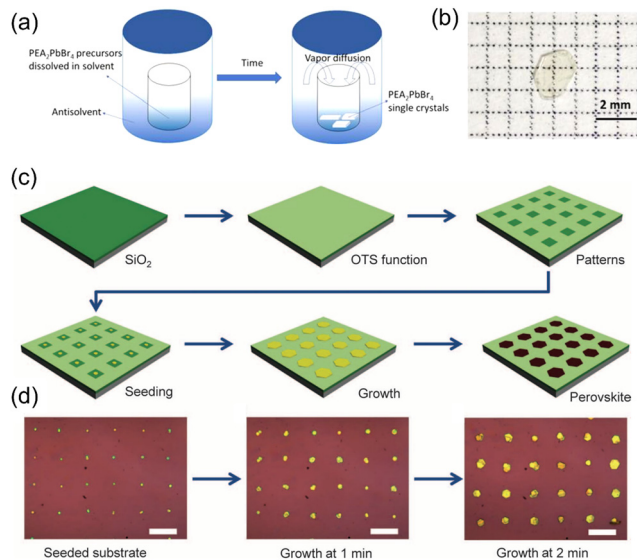 (a)
PEA₂PbBr₄ precursors
dissolved in solvent
Antisolvent
Time
Vapor diffusion
PEA₂PbBr₄
single crystals
(b)
2 mm
(c)
SiO₂
OTS function
Patterns
Seeding
Growth
Perovskite
(d)
Seeded substrate
Growth at 1 min
Growth at 2 min